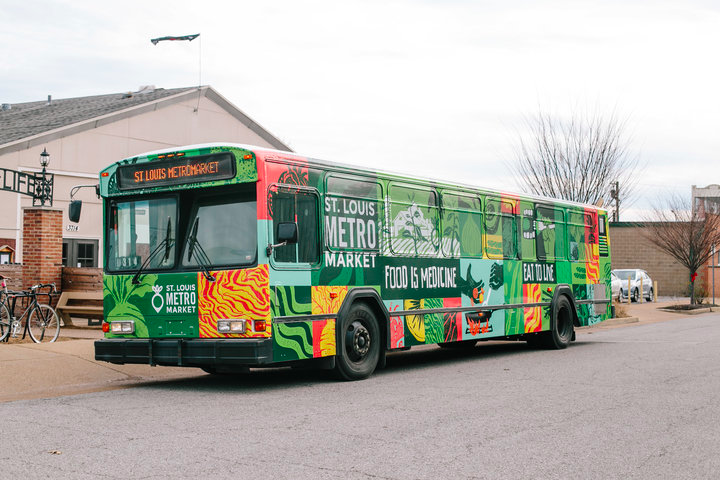 ST. LOUIS METROMARKET
ST. LOUIS
METRO
MARKET
ST. LOUIS
METRO
MARKET
FOOD IS MEDICINE
EAT TO LIVE